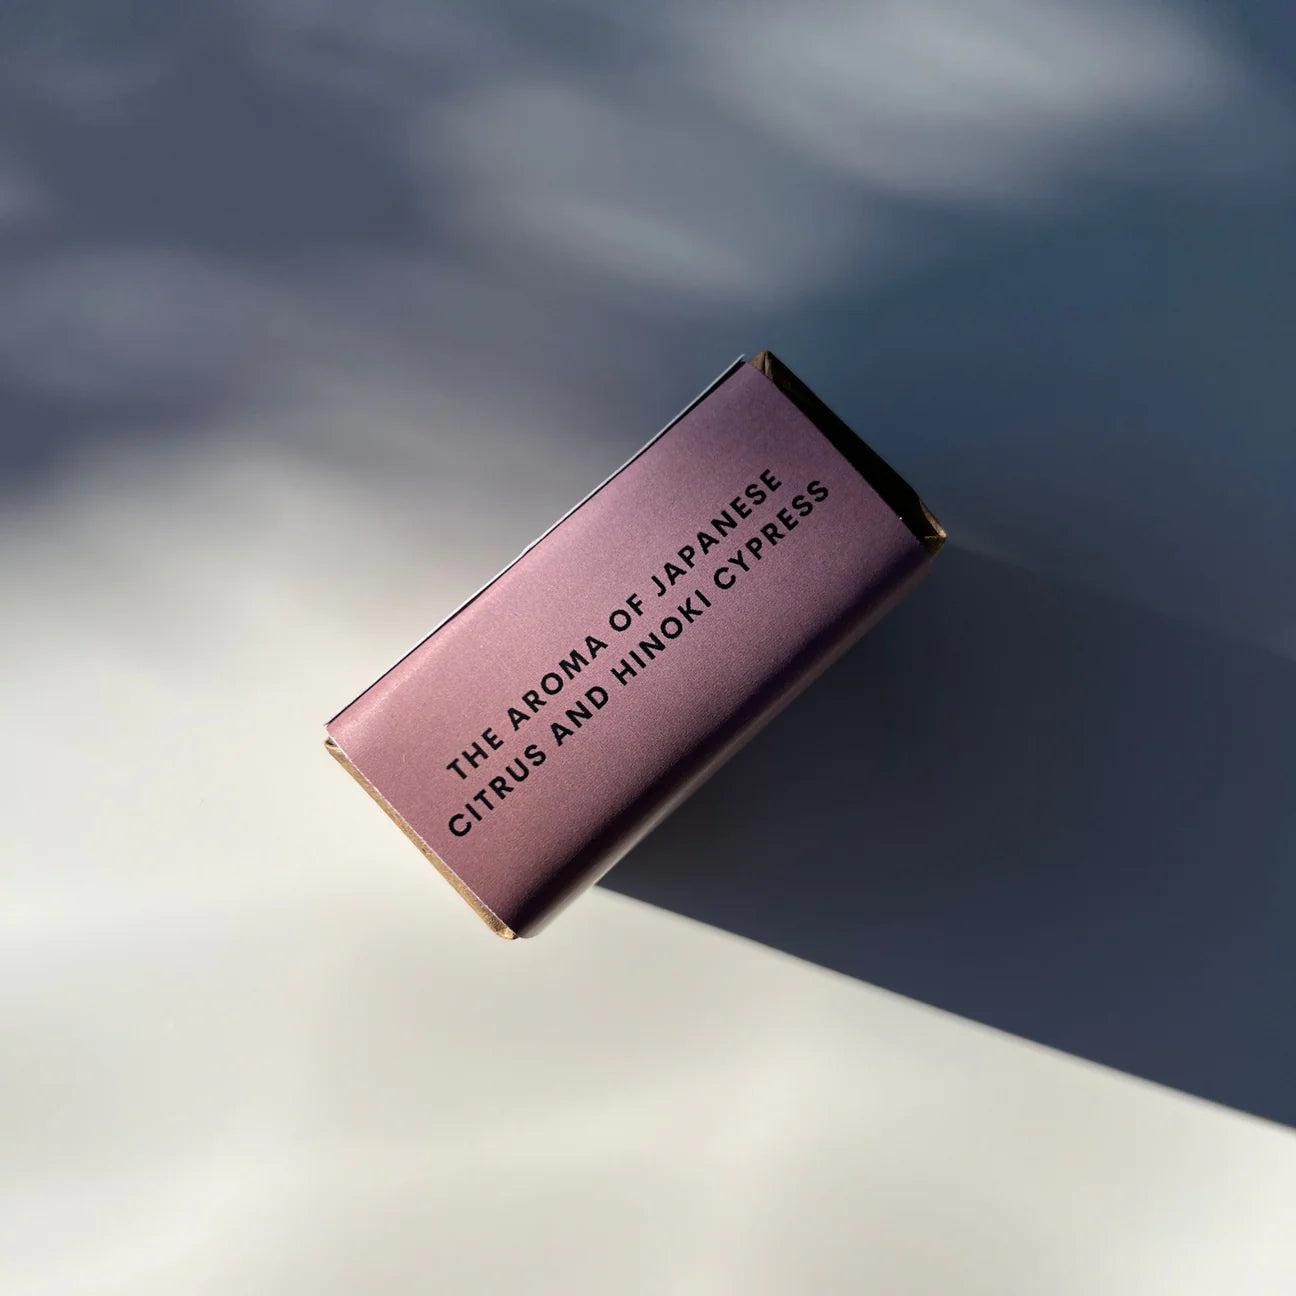 THE AROMA OF JAPANESE
CITRUS AND HINOKI CYPRESS